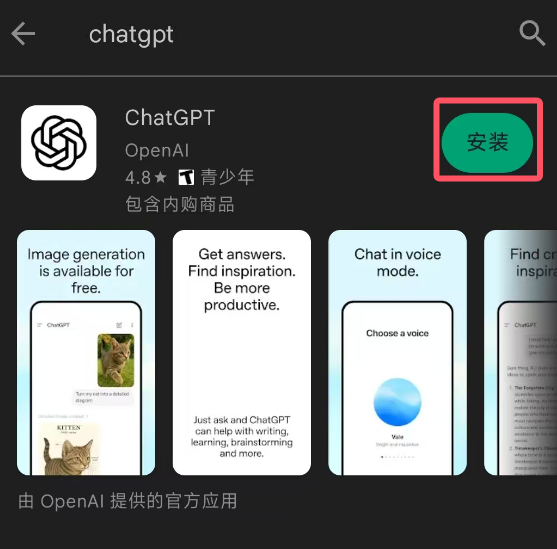 chatgpt
ChatGPT
OpenAI
4.8★ T 青少年
包含内购商品
安装
Image generation
is available for
free.
ChatGPT
Turn my cat into a detailed
diagram
KITTEN
Get answers.
Find inspiration.
Be more
productive.
Just ask and ChatGPT
can help with writing,
learning, brainstorming
and more.
Chat in voice
mode.
Choose a voice
Vale
Bright and inquisitive
Find cr
inspira
ChatGPT
由 OpenAI 提供的官方应用